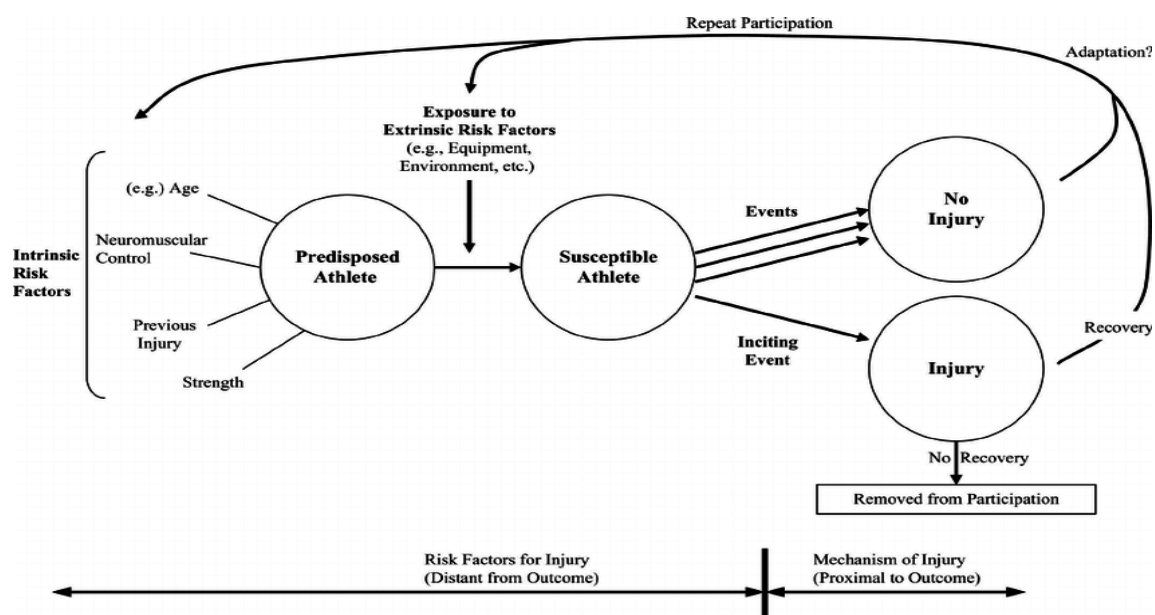 Repeat Participation
Adaptation?
Exposure to
Extrinsic Risk Factors
(e.g., Equipment,
Environment, etc.)
(e.g.) Age
Neuromuscular
Control
Intrinsic
Risk
Factors
Previous
Injury
Strength
Predisposed
Athlete
Susceptible
Athlete
Events
No
Injury
Inciting
Event
Injury
Recovery
No Recovery
Removed from Participation
Risk Factors for Injury
(Distant from Outcome)
Mechanism of Injury
(Proximal to Outcome)